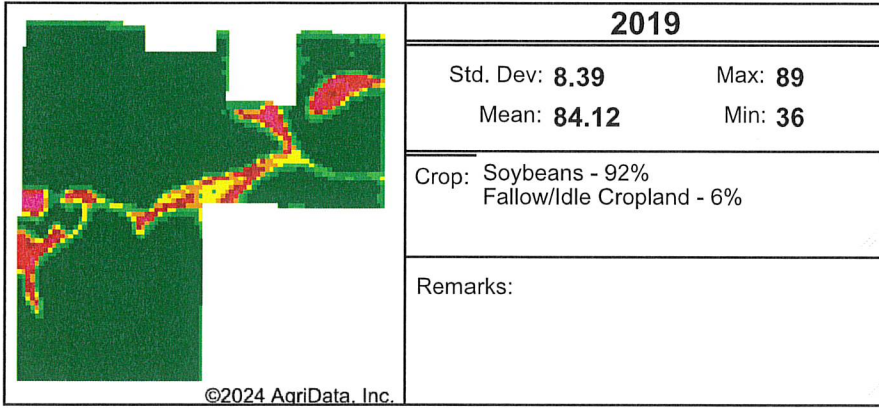 2019
Std. Dev: 8.39 Max: 89
Mean: 84.12 Min: 36
Crop: Soybeans - 92%
Fallow/Idle Cropland - 6%
Remarks:
©2024 AgriData, Inc.